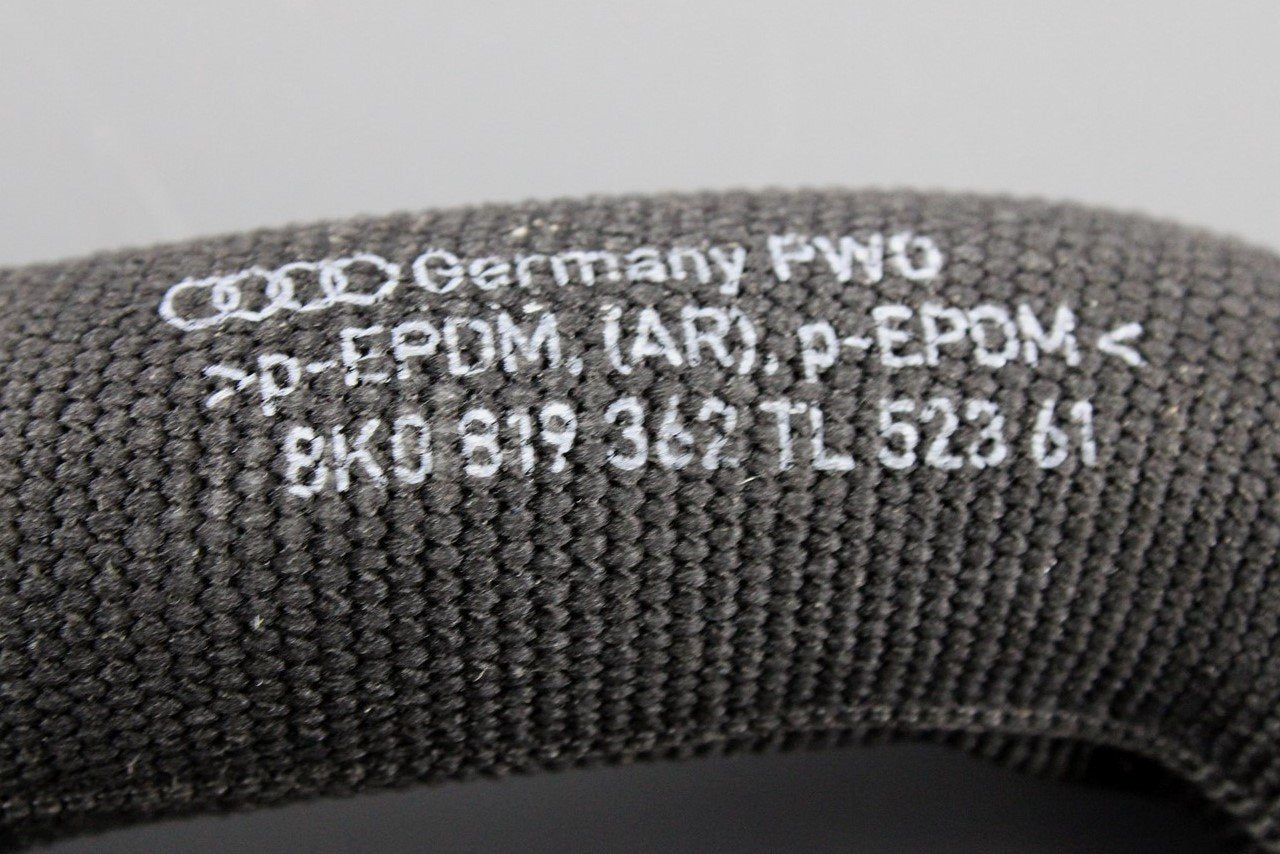 Germany PWO
>p-EPDM, (AR), p-EPDM<
8K0 819 362 TL 523 61